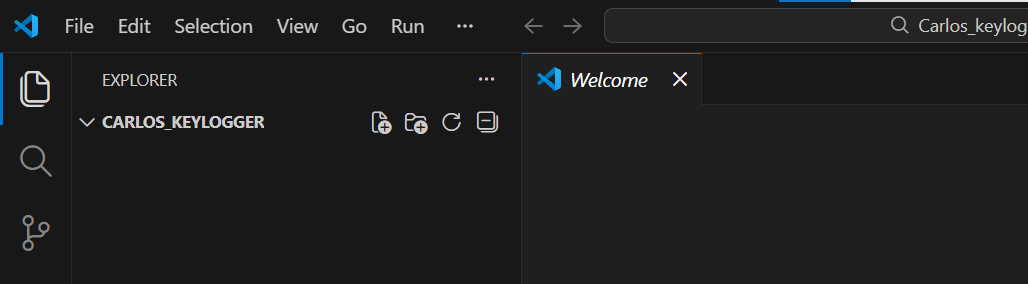 File Edit Selection View Go Run ···
Carlos_keylog
EXPLORER ···
Welcome
CARLOS_KEYLOGGER